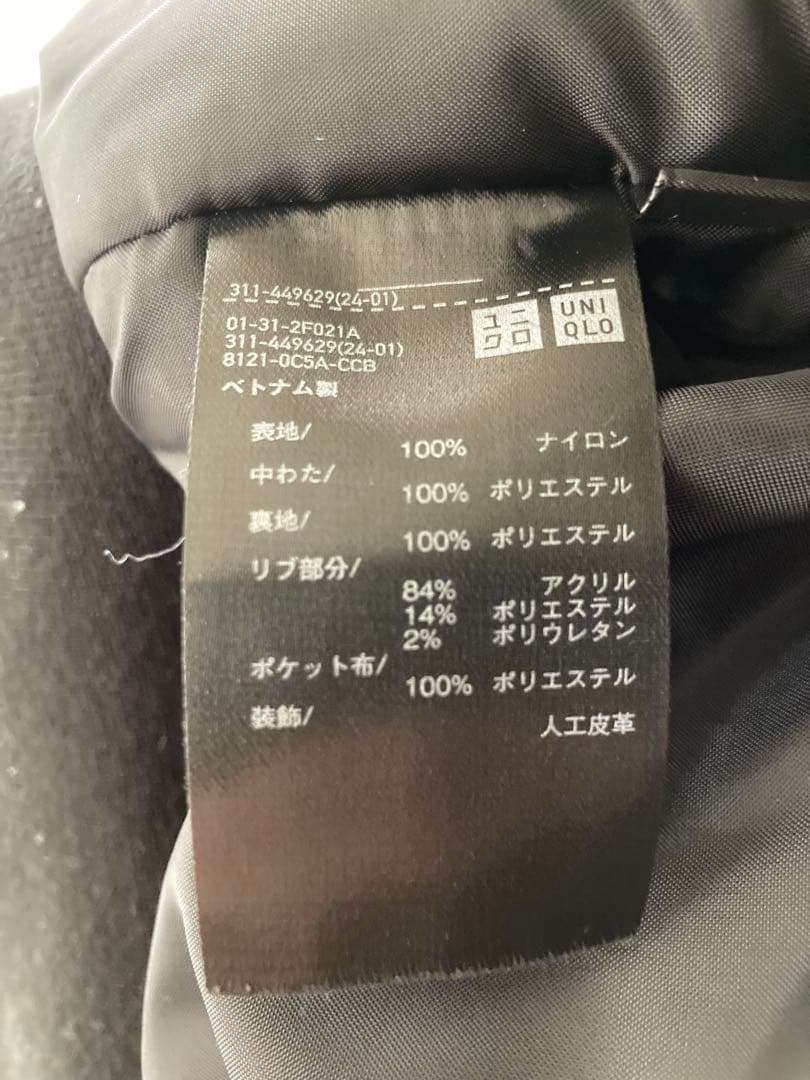 311-449629(24-01)
ユニ
クロ
UNI
QLO
01-31-2F021A
311-449629(24-01)
8121-0C5A-CCB
ベトナム製
表地/
100% ナイロン
中わた/
100% ポリエステル
裏地/
100% ポリエステル
リブ部分/
84% アクリル
14% ポリエステル
2% ポリウレタン
ポケット布/
100% ポリエステル
装飾/
人工皮革